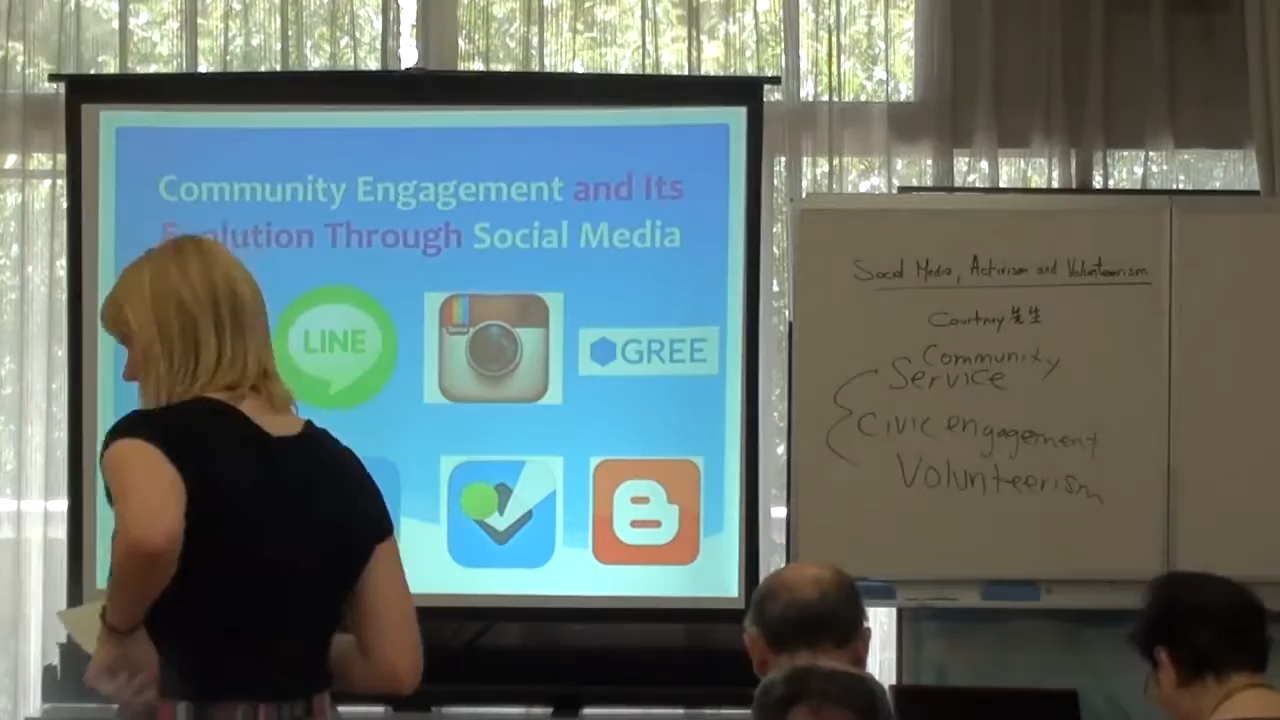 Community Engagement and Its
Evolution Through Social Media
LINE
GREE
Social Media, Activism and Volunteerism
Courtney 先生
Community
Service
Civic engagement
Volunteerism